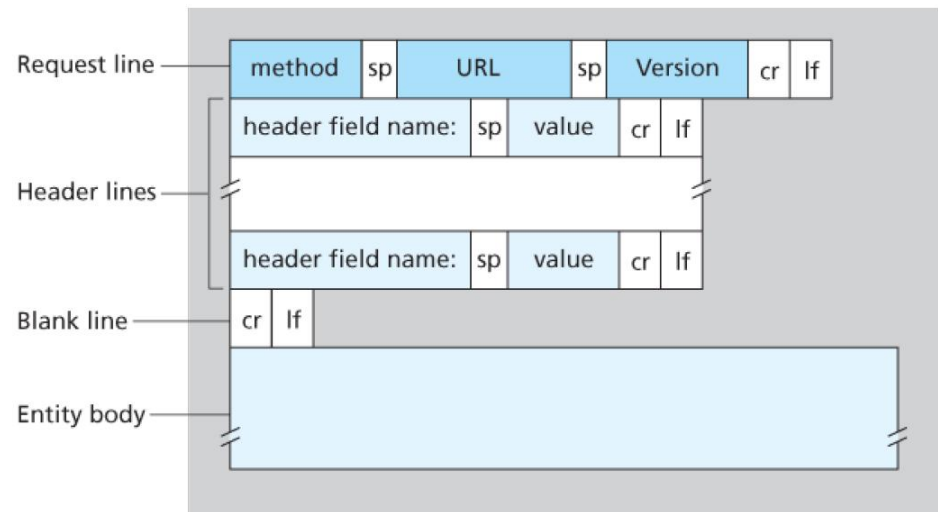 Request line method sp URL sp Version cr lf
header field name: sp value cr lf
Header lines
header field name: sp value cr lf
Blank line cr lf
Entity body